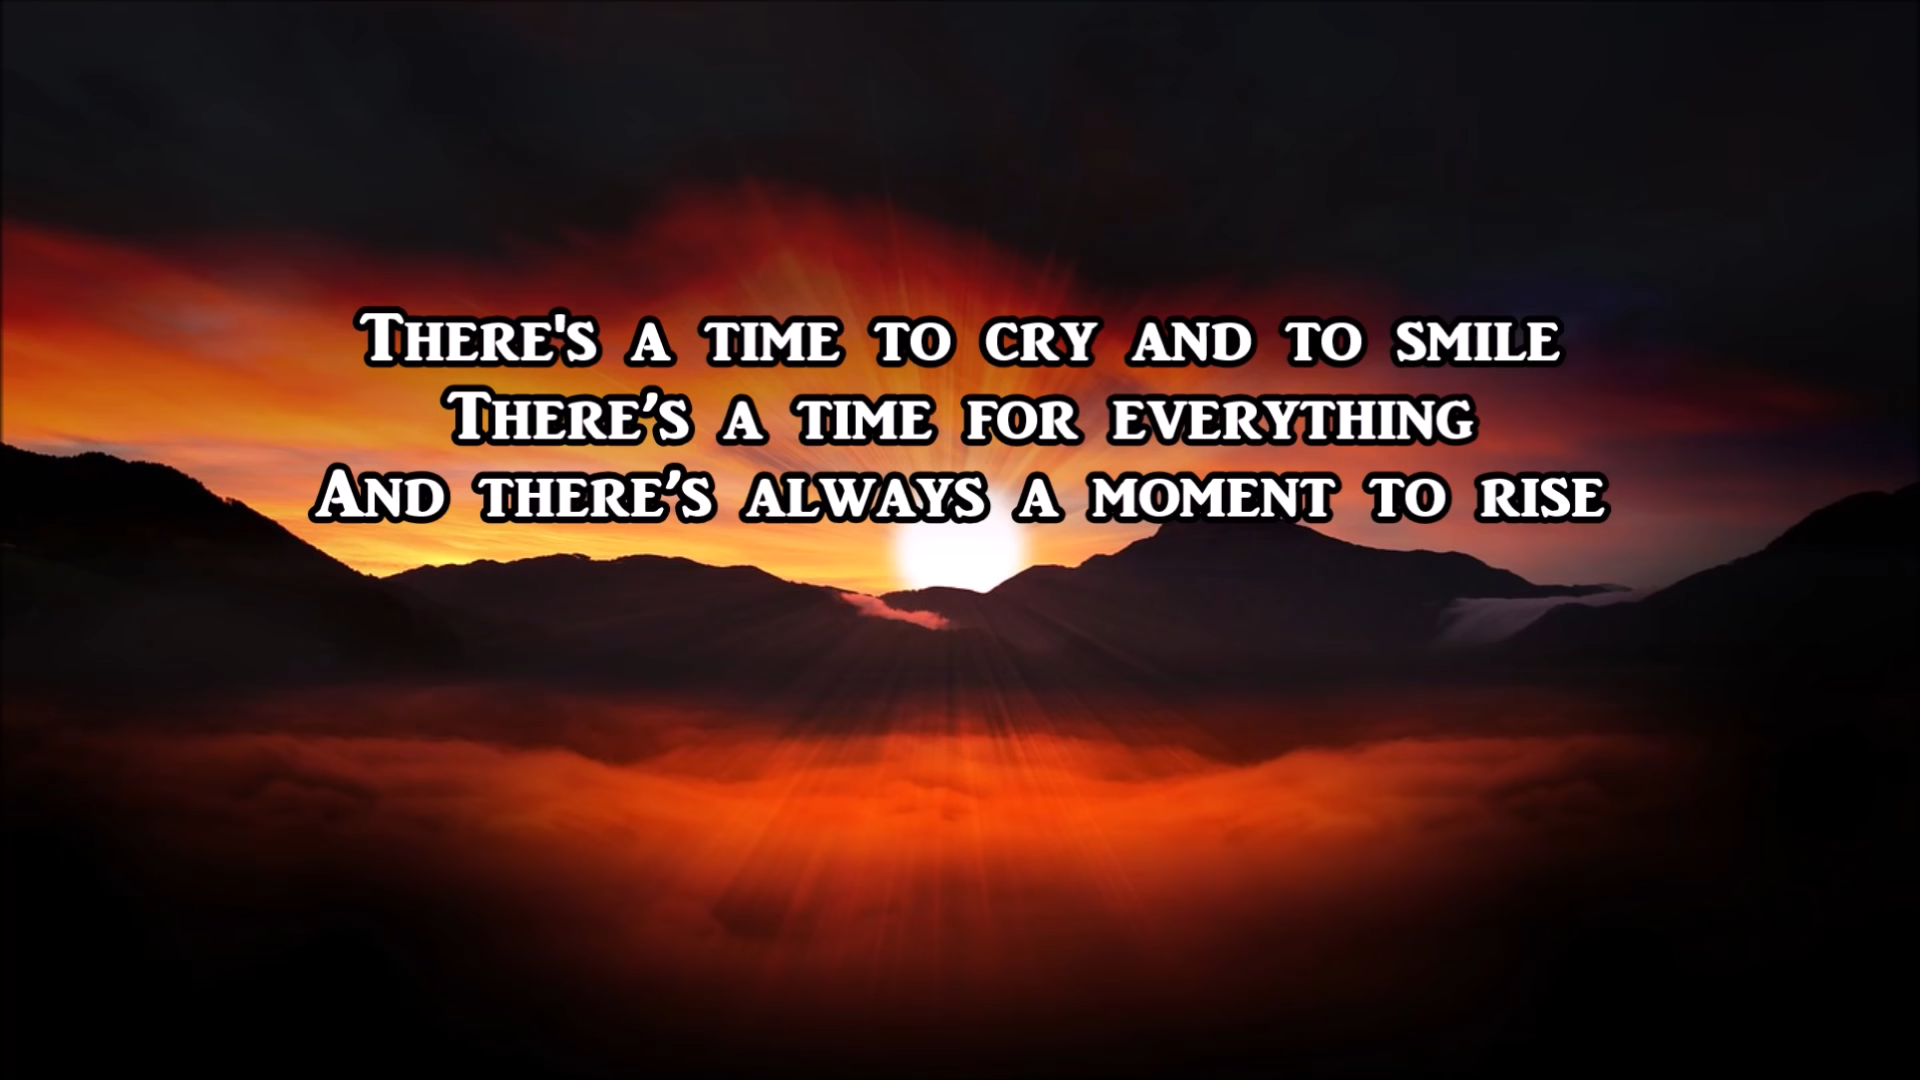 There's a time to cry and to smile
There’s a time for everything
And there’s always a moment to rise